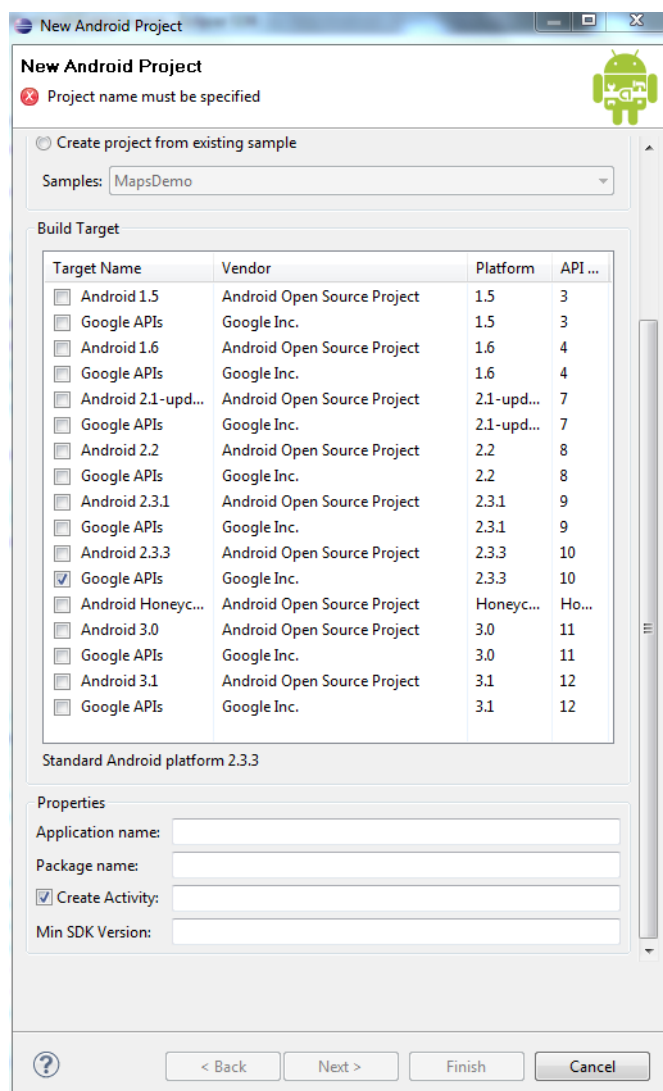 New Android Project
New Android Project
Project name must be specified
Create project from existing sample
Samples: MapsDemo
Build Target
Target Name Vendor Platform API ...
Android 1.5 Android Open Source Project 1.5 3
Google APIs Google Inc. 1.5 3
Android 1.6 Android Open Source Project 1.6 4
Google APIs Google Inc. 1.6 4
Android 2.1-upd... Android Open Source Project 2.1-upd... 7
Google APIs Google Inc. 2.1-upd... 7
Android 2.2 Android Open Source Project 2.2 8
Google APIs Google Inc. 2.2 8
Android 2.3.1 Android Open Source Project 2.3.1 9
Google APIs Google Inc. 2.3.1 9
Android 2.3.3 Android Open Source Project 2.3.3 10
Google APIs Google Inc. 2.3.3 10
Android Honeyc... Android Open Source Project Honeyc... Ho...
Android 3.0 Android Open Source Project 3.0 11
Google APIs Google Inc. 3.0 11
Android 3.1 Android Open Source Project 3.1 12
Google APIs Google Inc. 3.1 12
Standard Android platform 2.3.3
Properties
Application name:
Package name:
Create Activity:
Min SDK Version:
? < Back Next > Finish Cancel